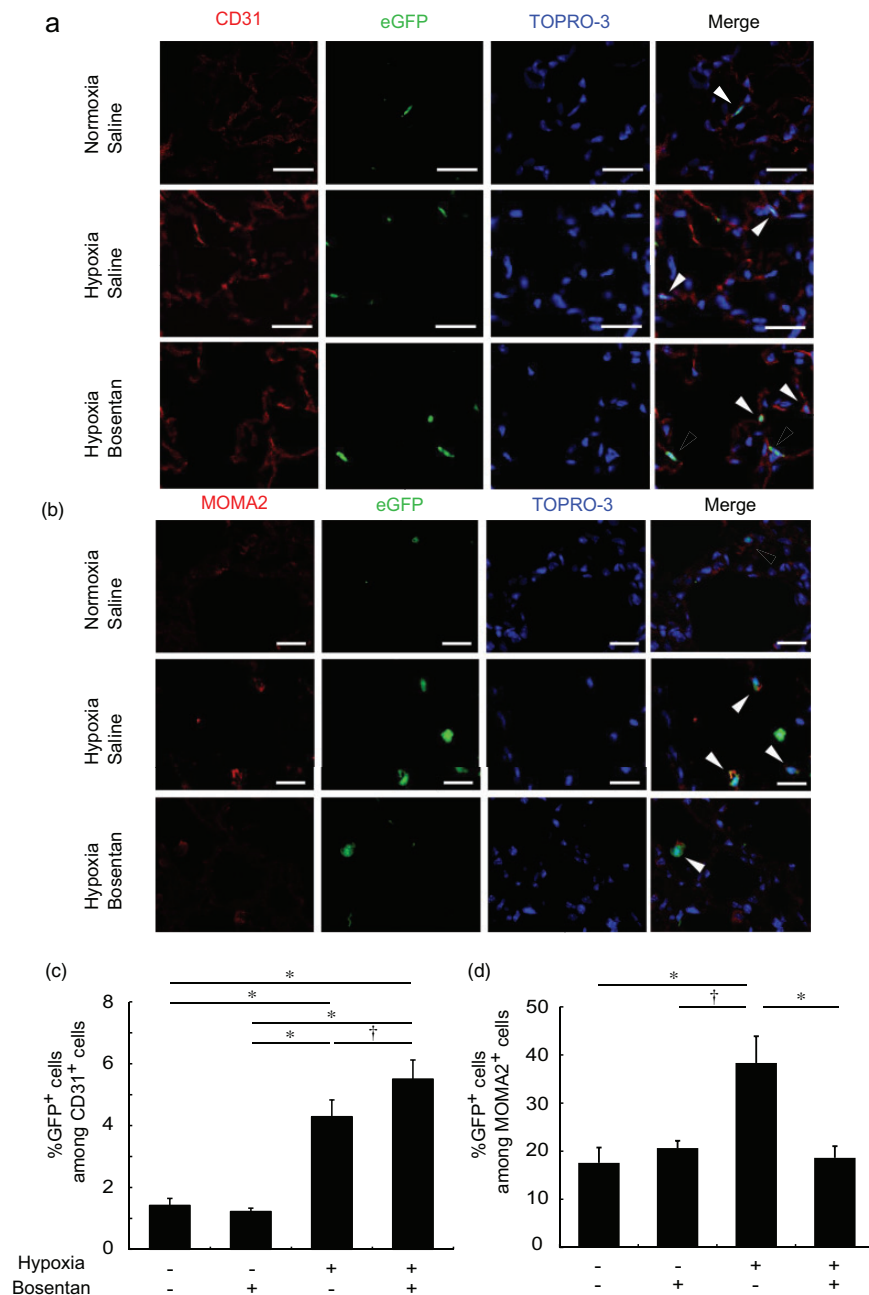 a
CD31 eGFP TOPRO-3 Merge
Normoxia
Saline
Hypoxia
Saline
Hypoxia
Bosentan
(b)
MOMA2 eGFP TOPRO-3 Merge
Normoxia
Saline
Hypoxia
Saline
Hypoxia
Bosentan
(c)
%GFP+ cells
among CD31+ cells
8
6
4
2
0
*
*
*
*
†
Hypoxia - - + +
Bosentan - + - +
(d)
%GFP+ cells
among MOMA2+ cells
50
40
30
20
10
0
*
†
*
- - + +
- + - +